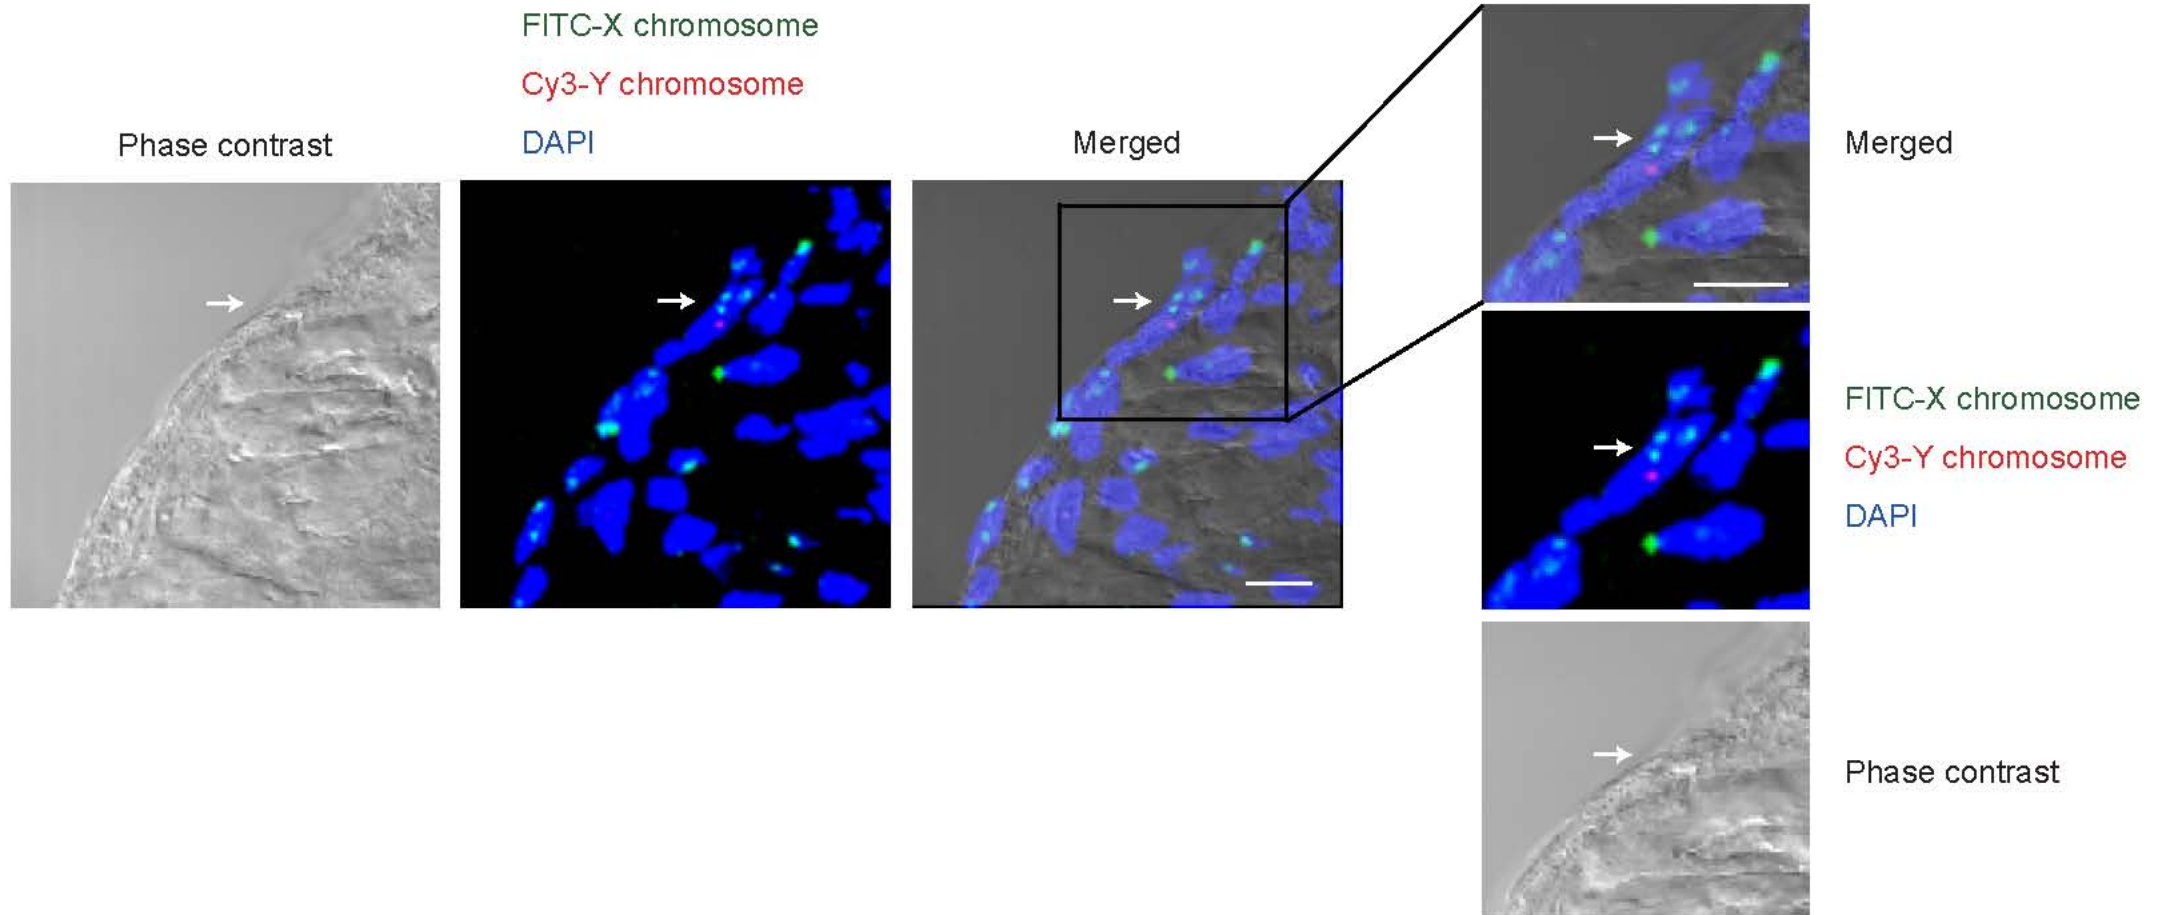 FITC-X chromosome
Cy3-Y chromosome
DAPI
Phase contrast
Merged
Merged
FITC-X chromosome
Cy3-Y chromosome
DAPI
Phase contrast